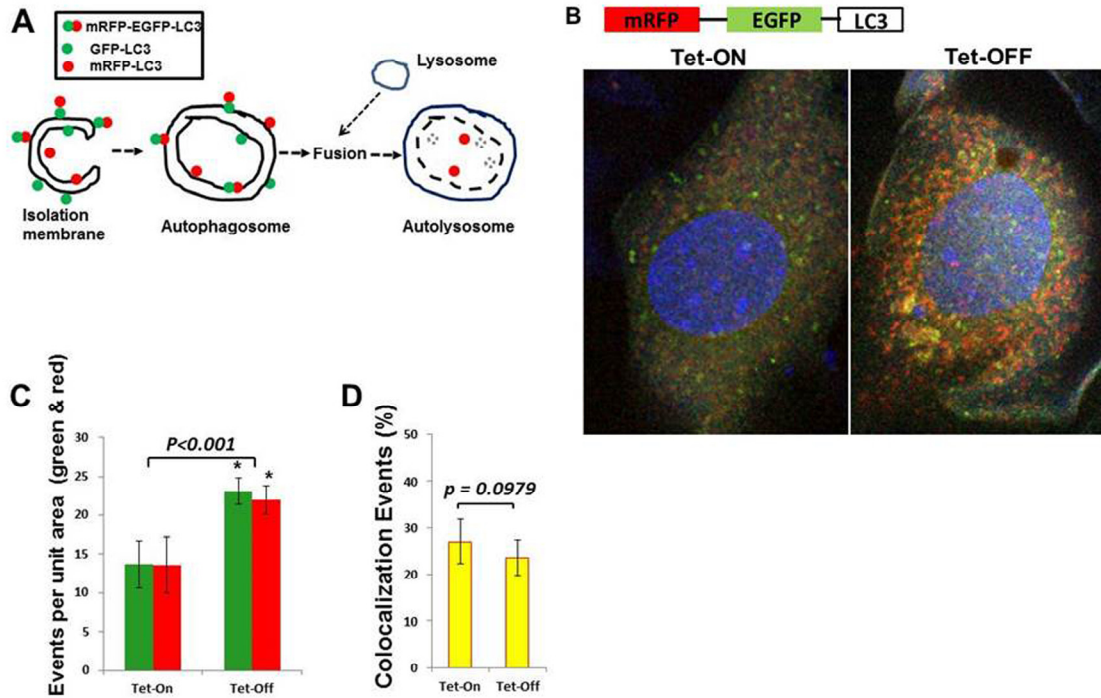 A
mRFP-EGFP-LC3
GFP-LC3
mRFP-LC3
Lysosome
Fusion
Isolation
membrane
Autophagosome
Autolysosome
B
mRFP
EGFP
LC3
Tet-ON
Tet-OFF
C
Events per unit area (green & red)
30
25
20
15
10
5
0
P<0.001
*
*
Tet-On
Tet-Off
D
Colocalization Events (%)
50
40
30
20
10
0
p = 0.0979
Tet-On
Tet-Off